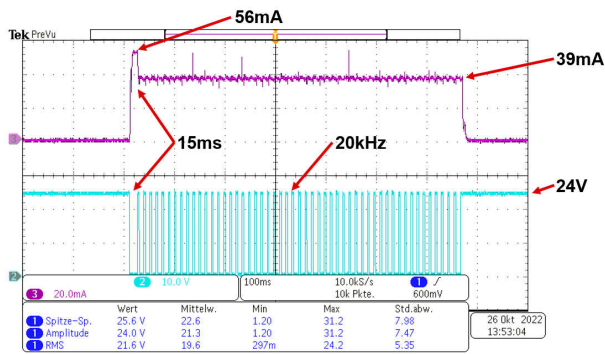 56mA
Tek PreVu
39mA
15ms
20kHz
24V
3
2
2 10.0 V
3 20.0mA
100ms
10.0kS/s
10k Pkte.
1
600mV
Wert Mittelw. Min Max Std.abw.
1 Spitze-Sp. 25.6 V 22.6 1.20 31.2 7.98
1 Amplitude 24.0 V 21.3 1.20 31.2 7.47
1 RMS 21.6 V 19.6 297m 24.2 5.35
26 Okt 2022
13:53:04